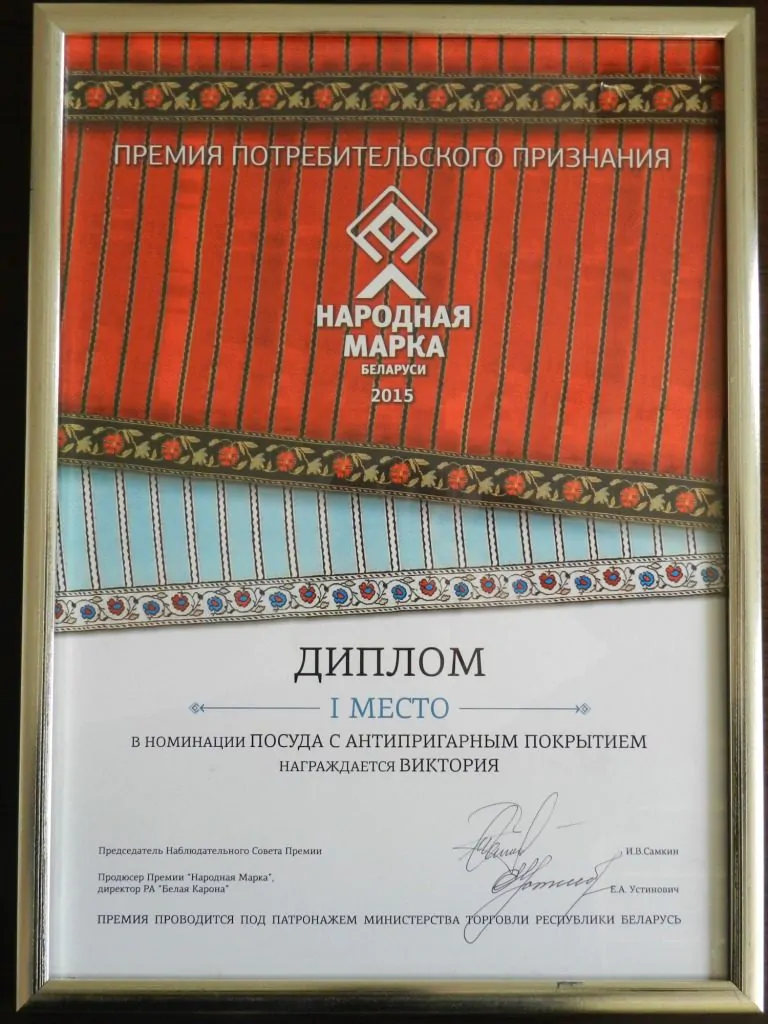 ПРЕМИЯ ПОТРЕБИТЕЛЬСКОГО ПРИЗНАНИЯ
НАРОДНАЯ
МАРКА
БЕЛАРУСИ
2015
ДИПЛОМ
I МЕСТО
В НОМИНАЦИИ ПОСУДА С АНТИПРИГАРНЫМ ПОКРЫТИЕМ
НАГРАЖДАЕТСЯ ВИКТОРИЯ
Председатель Наблюдательного Совета Премии И.В.Самкин
Продюсер Премии "Народная Марка",
директор РА "Белая Карона" Е.А. Устинович
ПРЕМИЯ ПРОВОДИТСЯ ПОД ПАТРОНАЖЕМ МИНИСТЕРСТВА ТОРГОВЛИ РЕСПУБЛИКИ БЕЛАРУСЬ